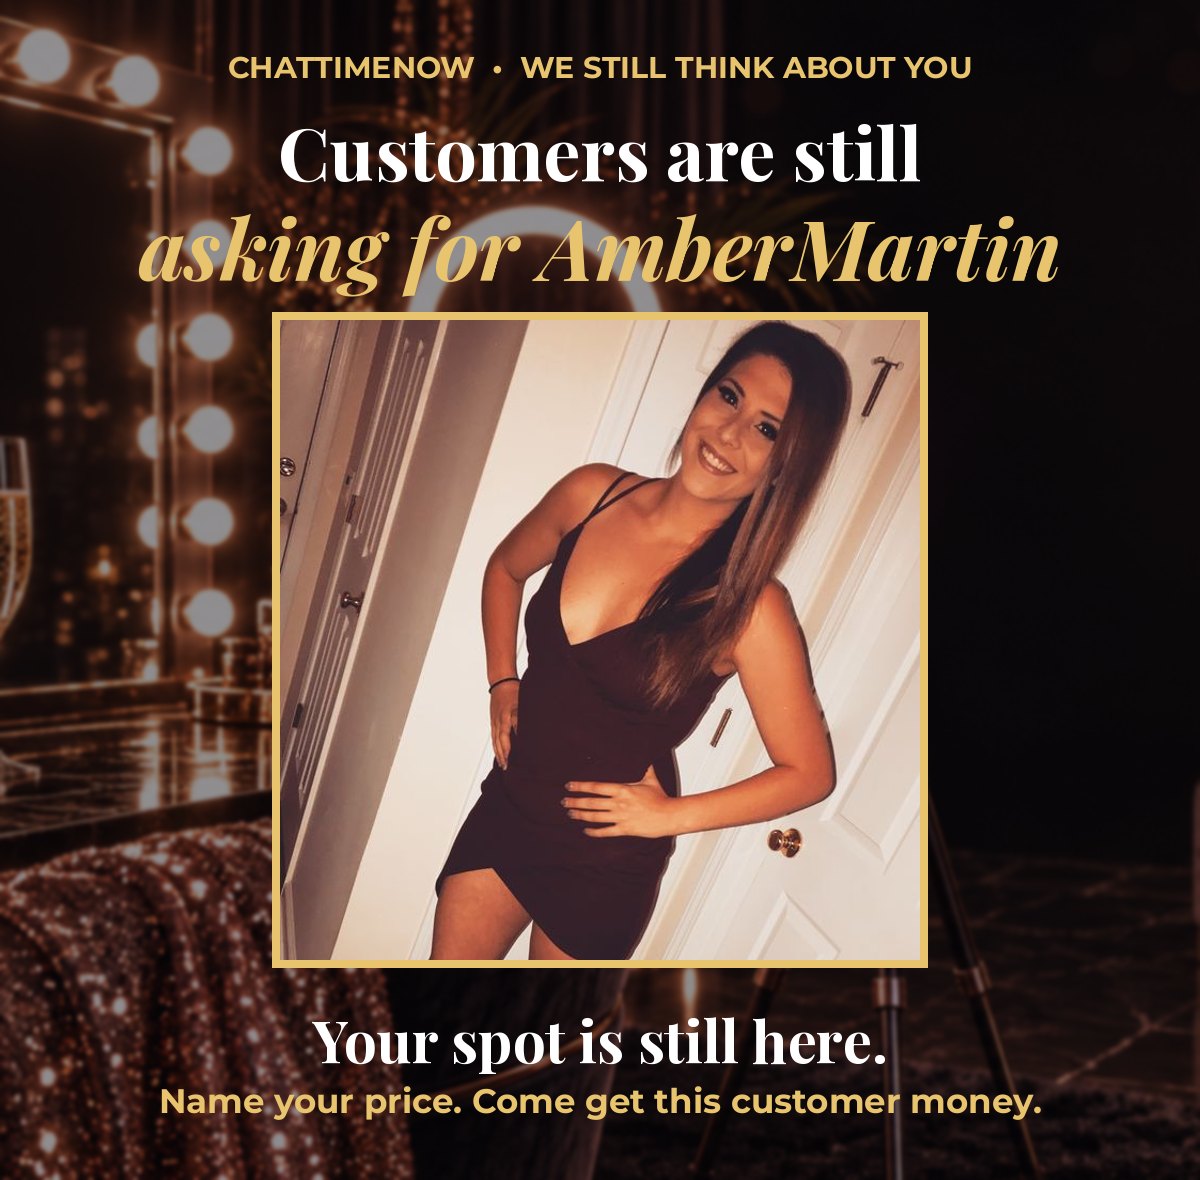 CHATTIMENOW • WE STILL THINK ABOUT YOU
Customers are still
asking for AmberMartin
Your spot is still here.
Name your price. Come get this customer money.